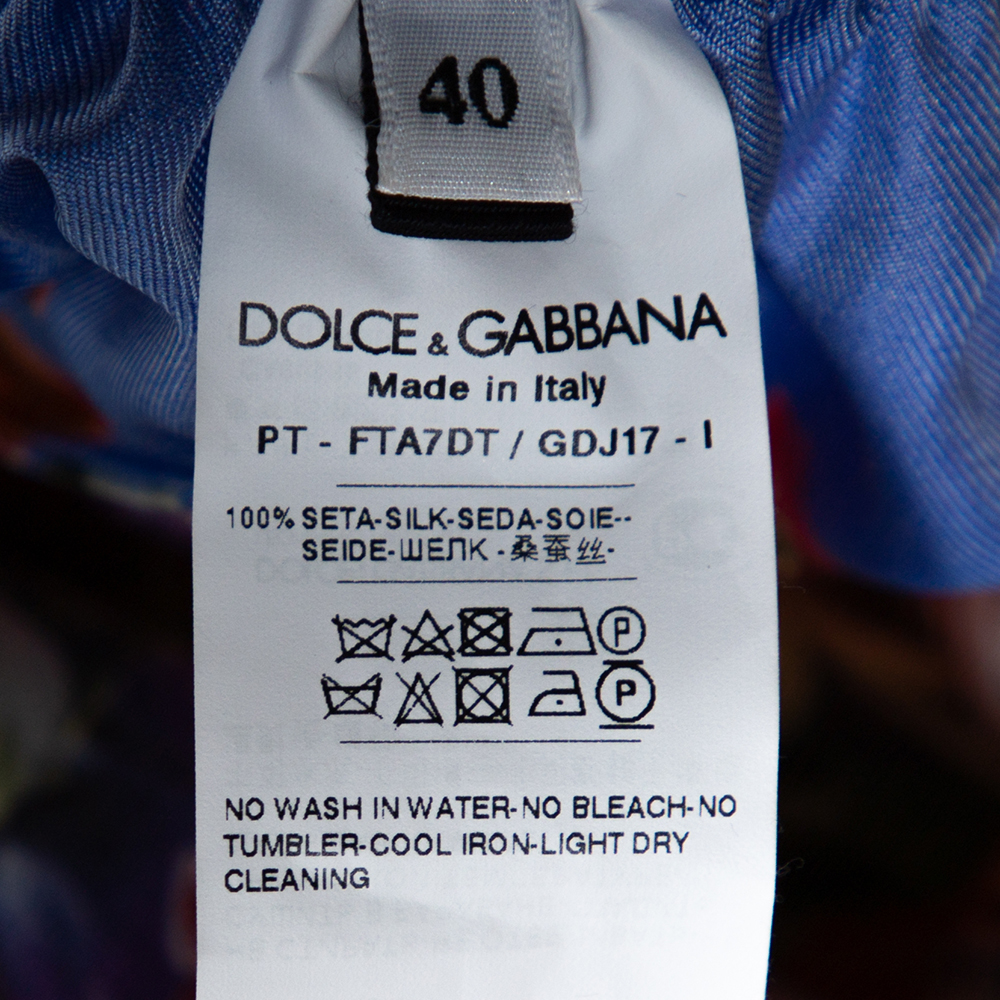 40
DOLCE & GABBANA
Made in Italy
PT - FTA7DT / GDJ17 - I
100% SETA-SILK-SEDA-SOIE--
SEIDE-ШЕЛК -桑蚕丝-
P
P
NO WASH IN WATER-NO BLEACH-NO
TUMBLER-COOL IRON-LIGHT DRY
CLEANING